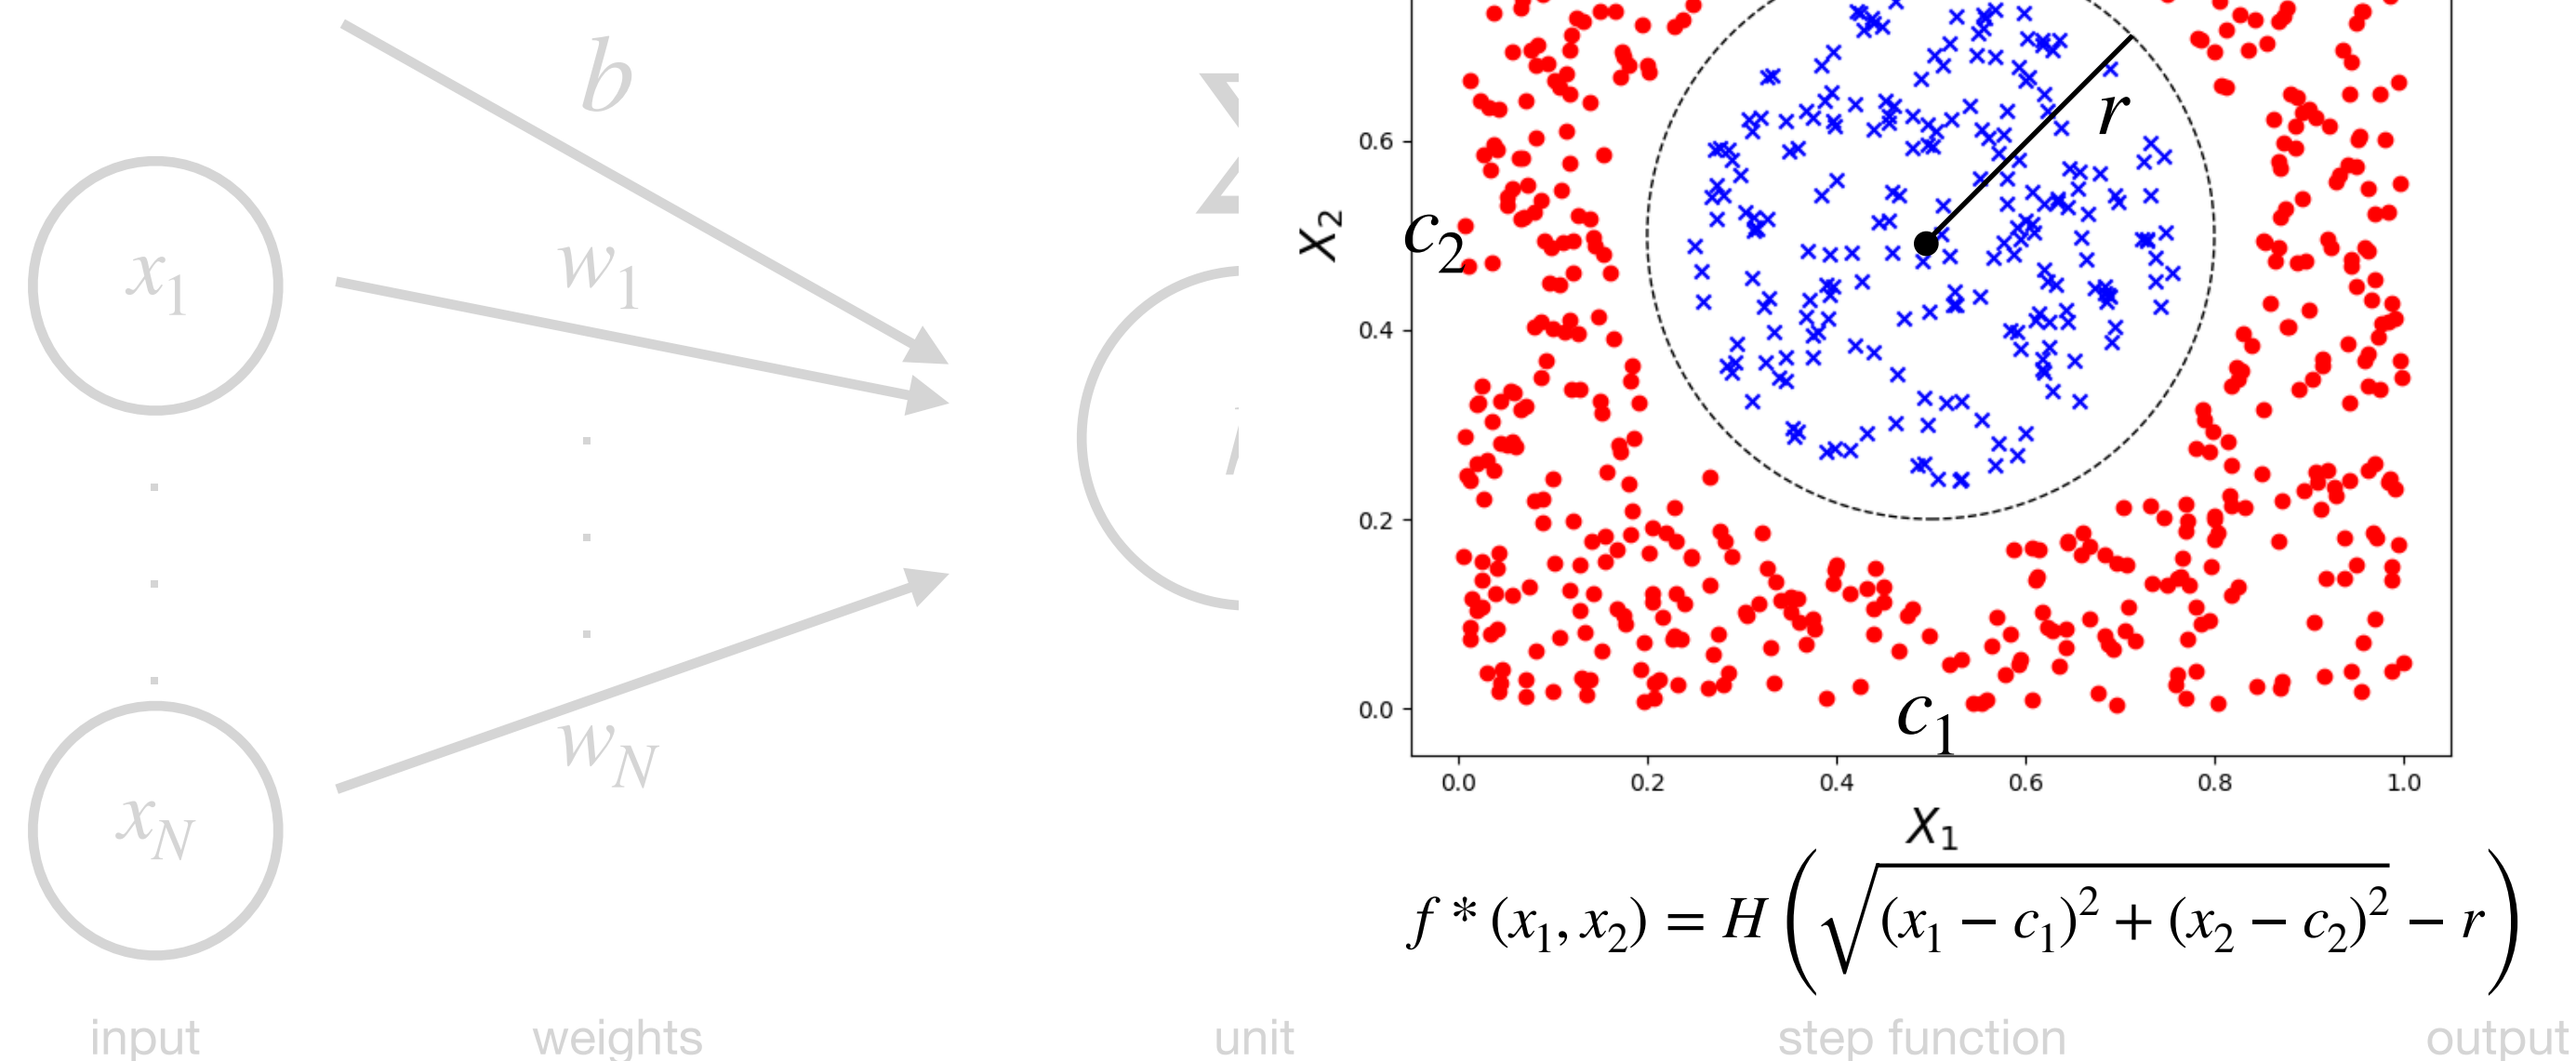 b
x₁
w₁
.
.
.
.
.
.
w_N
x_N
X₂
0.6
0.4
0.2
0.0
c₂
r
c₁
0.0 0.2 0.4 0.6 0.8 1.0
X₁
f*(x₁, x₂) = H(√((x₁ − c₁)² + (x₂ − c₂)²) − r)
input weights unit step function output